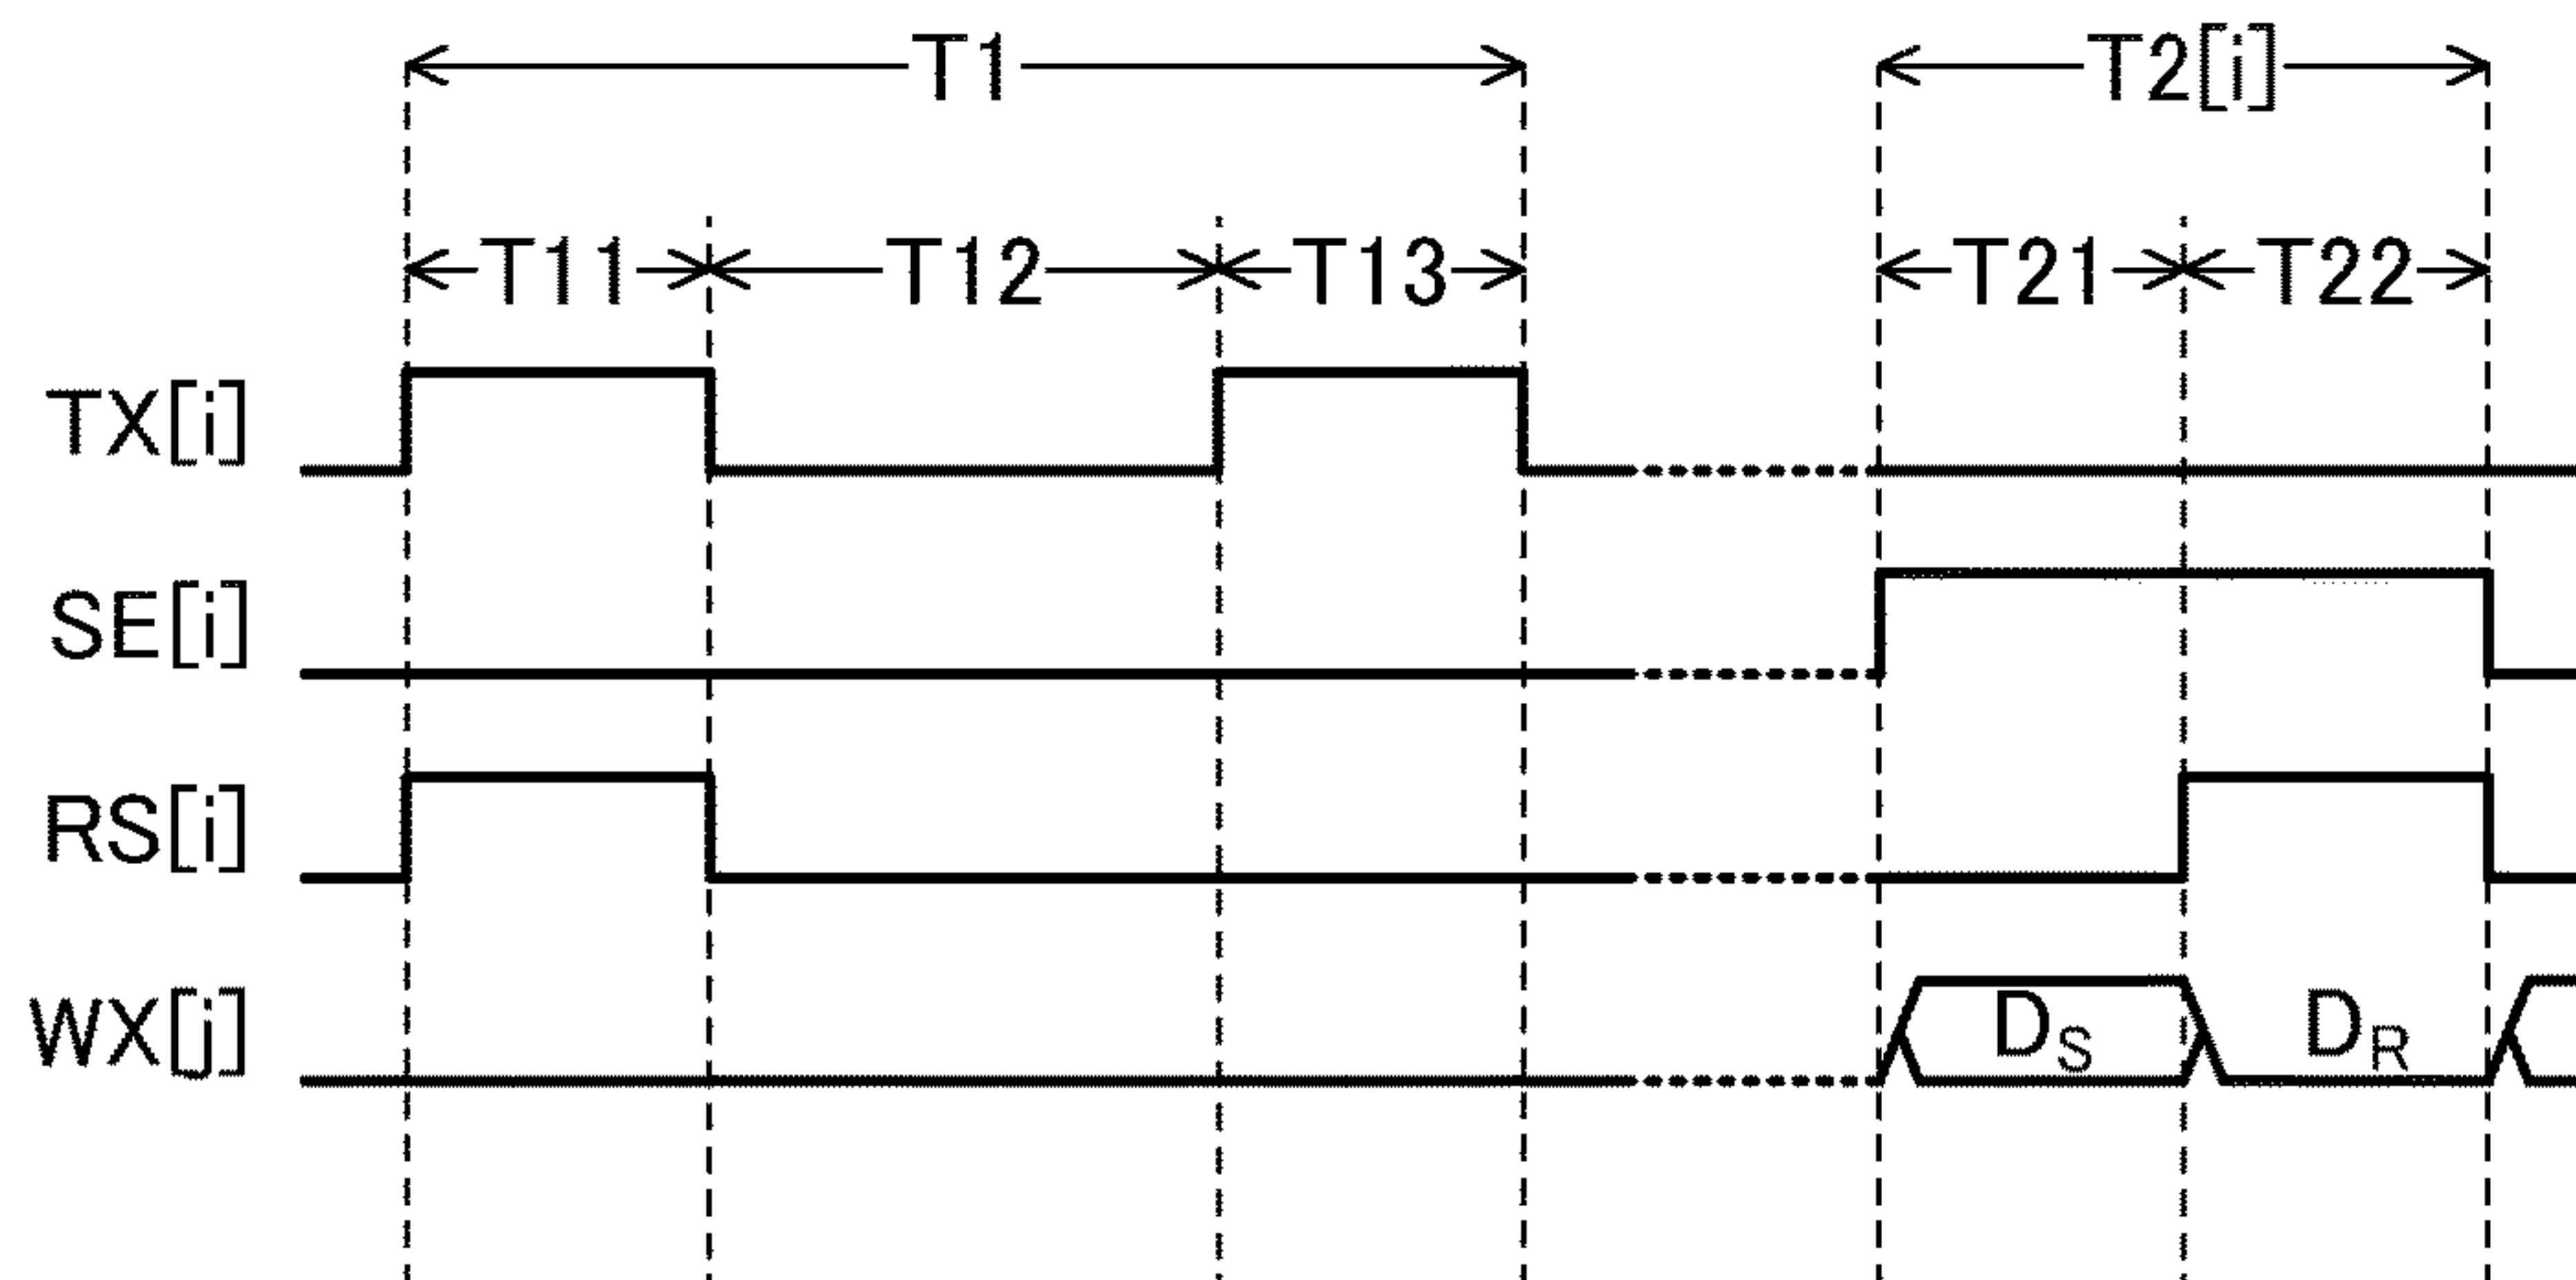 T1 T2[i]
T11 T12 T13 T21 T22
TX[i]
SE[i]
RS[i]
WX[j] DS DR